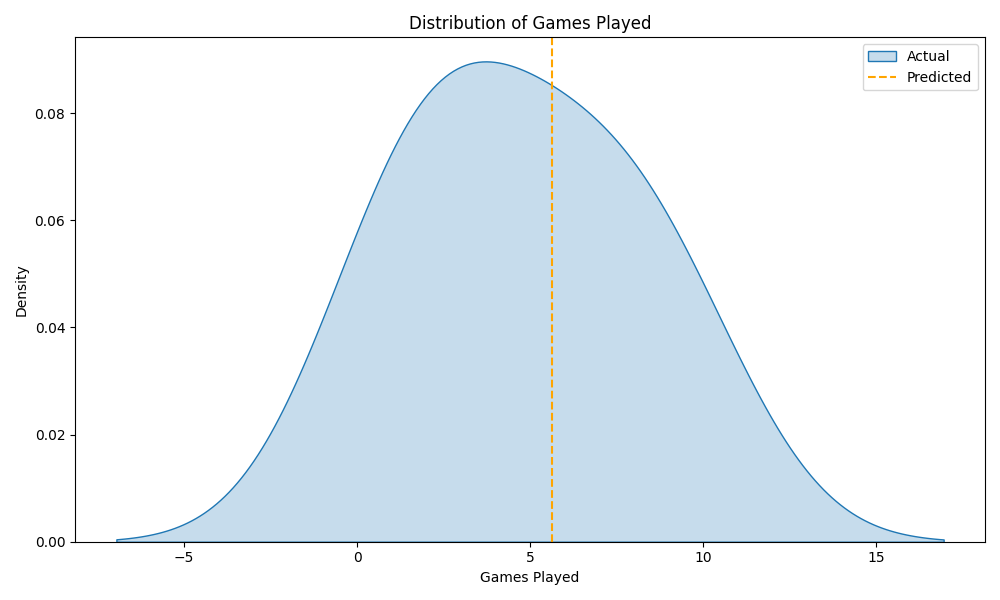 Distribution of Games Played
Actual
Predicted
Density
0.08
0.06
0.04
0.02
0.00
−5
0
5
10
15
Games Played